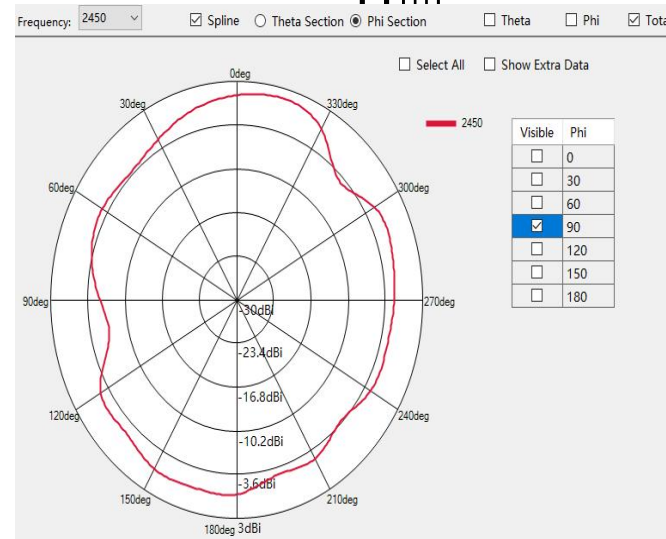 Frequency: 2450 Spline Theta Section Phi Section Theta Phi Tota
Select All Show Extra Data
0deg
30deg 330deg
2450
Visible Phi
0
30
60deg 300deg
60
90
120
150
90deg 270deg
180
-30dBi
-23.4dBi
-16.8dBi
120deg 240deg
-10.2dBi
-3.6dBi
150deg 210deg
180deg 3dBi